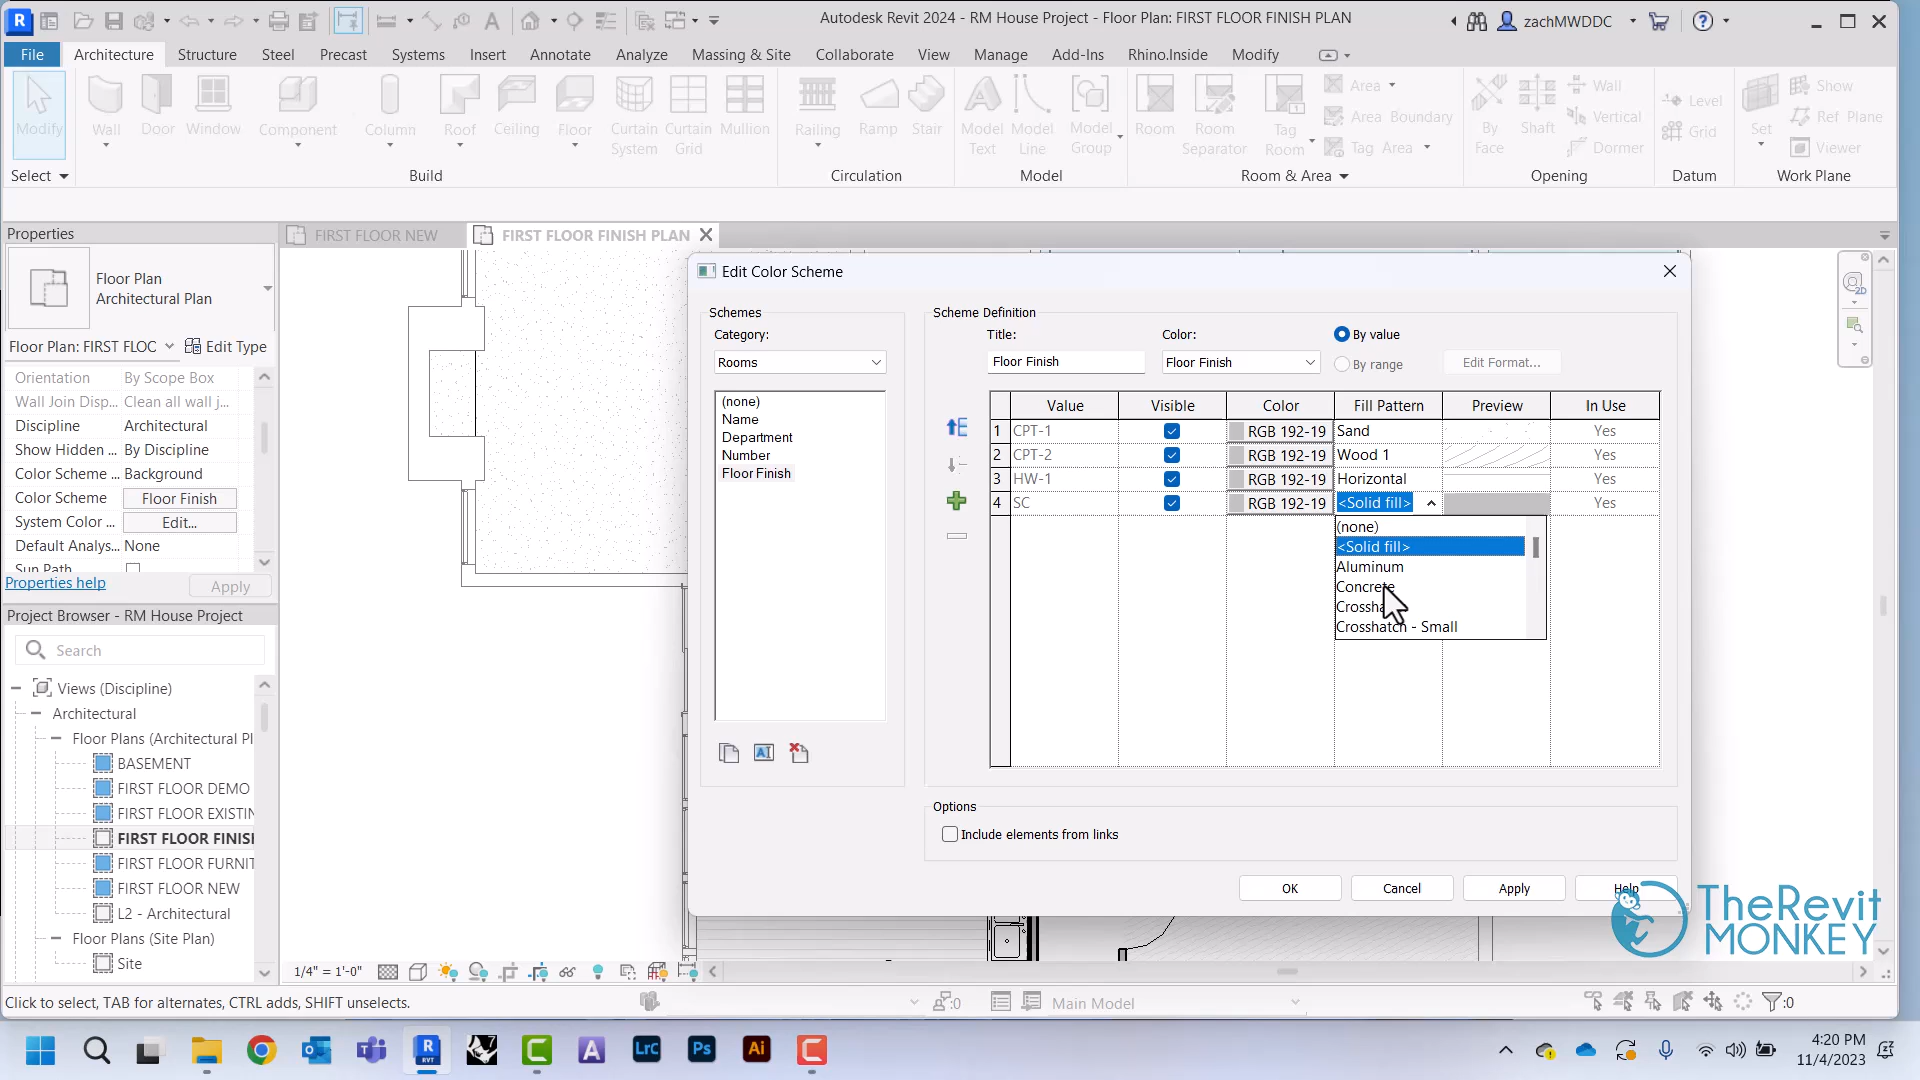 Autodesk Revit 2024 - RM House Project - Floor Plan: FIRST FLOOR FINISH PLAN
zachMWDDC
File Architecture Structure Steel Precast Systems Insert Annotate Analyze Massing & Site Collaborate View Manage Add-Ins Rhino.Inside Modify
Modify Wall Door Window Component Column Roof Ceiling Floor Curtain System Curtain Grid Mullion
Railing Ramp Stair Model Text Model Line Model Group
Room Room Separator Tag Room Area Area Boundary Tag Area
By Face Shaft Wall Vertical Dormer
Level Grid Set Show Ref Plane Viewer
Select Build Circulation Model Room & Area Opening Datum Work Plane
Properties
FIRST FLOOR NEW
FIRST FLOOR FINISH PLAN
Floor Plan
Architectural Plan
Floor Plan: FIRST FLOC Edit Type
Orientation By Scope Box
Wall Join Disp... Clean all wall j...
Discipline Architectural
Show Hidden ... By Discipline
Color Scheme ... Background
Color Scheme Floor Finish
System Color ... Edit...
Default Analys... None
Sun Path
Properties help Apply
Project Browser - RM House Project
Search
Views (Discipline)
Architectural
Floor Plans (Architectural Pl
BASEMENT
FIRST FLOOR DEMO
FIRST FLOOR EXISTIN
FIRST FLOOR FINISH
FIRST FLOOR FURNIT
FIRST FLOOR NEW
L2 - Architectural
Floor Plans (Site Plan)
Site
Edit Color Scheme
Schemes
Category:
Rooms
(none)
Name
Department
Number
Floor Finish
Scheme Definition
Title: Color: By value
Floor Finish Floor Finish By range Edit Format...
Value Visible Color Fill Pattern Preview In Use
1 CPT-1 RGB 192-19 Sand Yes
2 CPT-2 RGB 192-19 Wood 1 Yes
3 HW-1 RGB 192-19 Horizontal Yes
4 SC RGB 192-19 <Solid fill> Yes
(none)
<Solid fill>
Aluminum
Concrete
Crossha
Crosshatch - Small
Options
Include elements from links
OK Cancel Apply Help
TheRevit
MONKEY
1/4" = 1'-0"
2D
Click to select, TAB for alternates, CTRL adds, SHIFT unselects.
:0
Main Model
:0
4:20 PM
11/4/2023
R RVT LrC Ps Ai